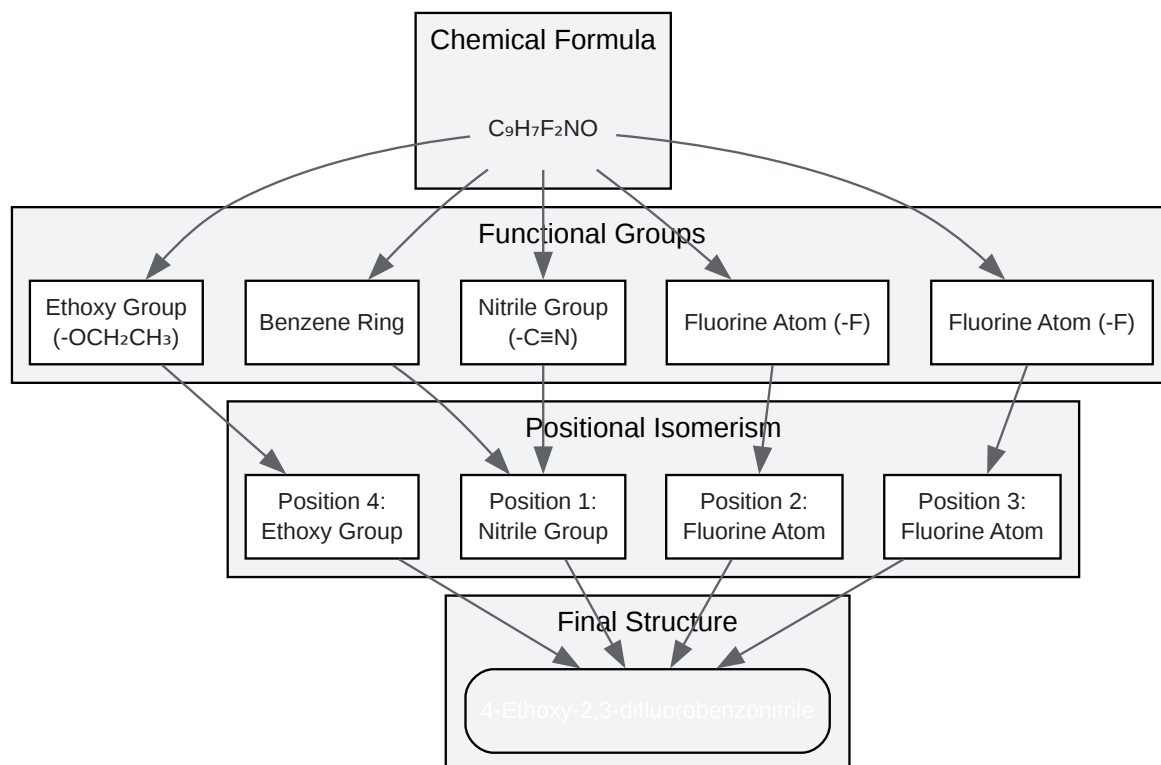 Chemical Formula
C₉H₇F₂NO
Functional Groups
Ethoxy Group
(-OCH₂CH₃)
Benzene Ring
Nitrile Group
(-C≡N)
Fluorine Atom (-F)
Fluorine Atom (-F)
Positional Isomerism
Position 4:
Ethoxy Group
Position 1:
Nitrile Group
Position 2:
Fluorine Atom
Position 3:
Fluorine Atom
Final Structure
4-Ethoxy-2,3-difluorobenzonitrile